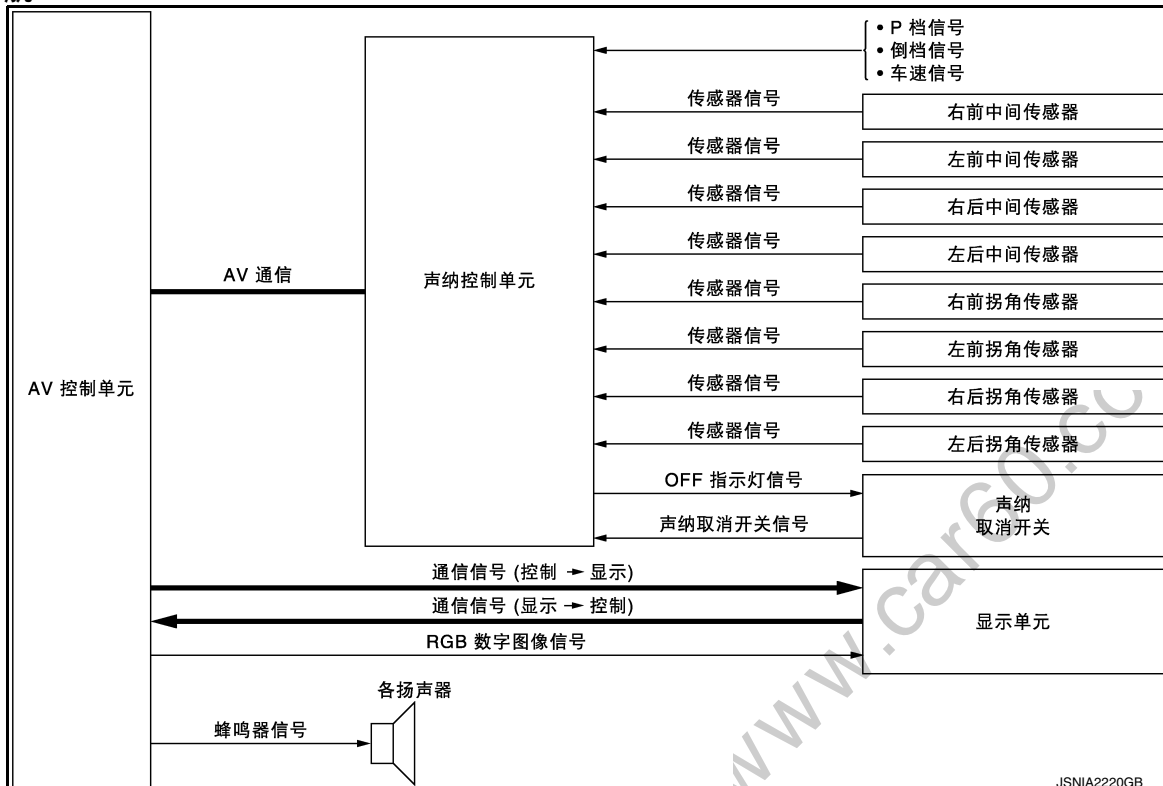 • P 档信号
• 倒档信号
• 车速信号
传感器信号
右前中间传感器
传感器信号
左前中间传感器
传感器信号
右后中间传感器
传感器信号
左后中间传感器
AV 通信
声纳控制单元
传感器信号
右前拐角传感器
传感器信号
左前拐角传感器
AV 控制单元
传感器信号
右后拐角传感器
传感器信号
左后拐角传感器
OFF 指示灯信号
声纳取消开关信号
声纳
取消开关
通信信号 (控制 → 显示)
通信信号 (显示 → 控制)
RGB 数字图像信号
显示单元
各扬声器
蜂鸣器信号
www.car60.co
JSNIA2220GB